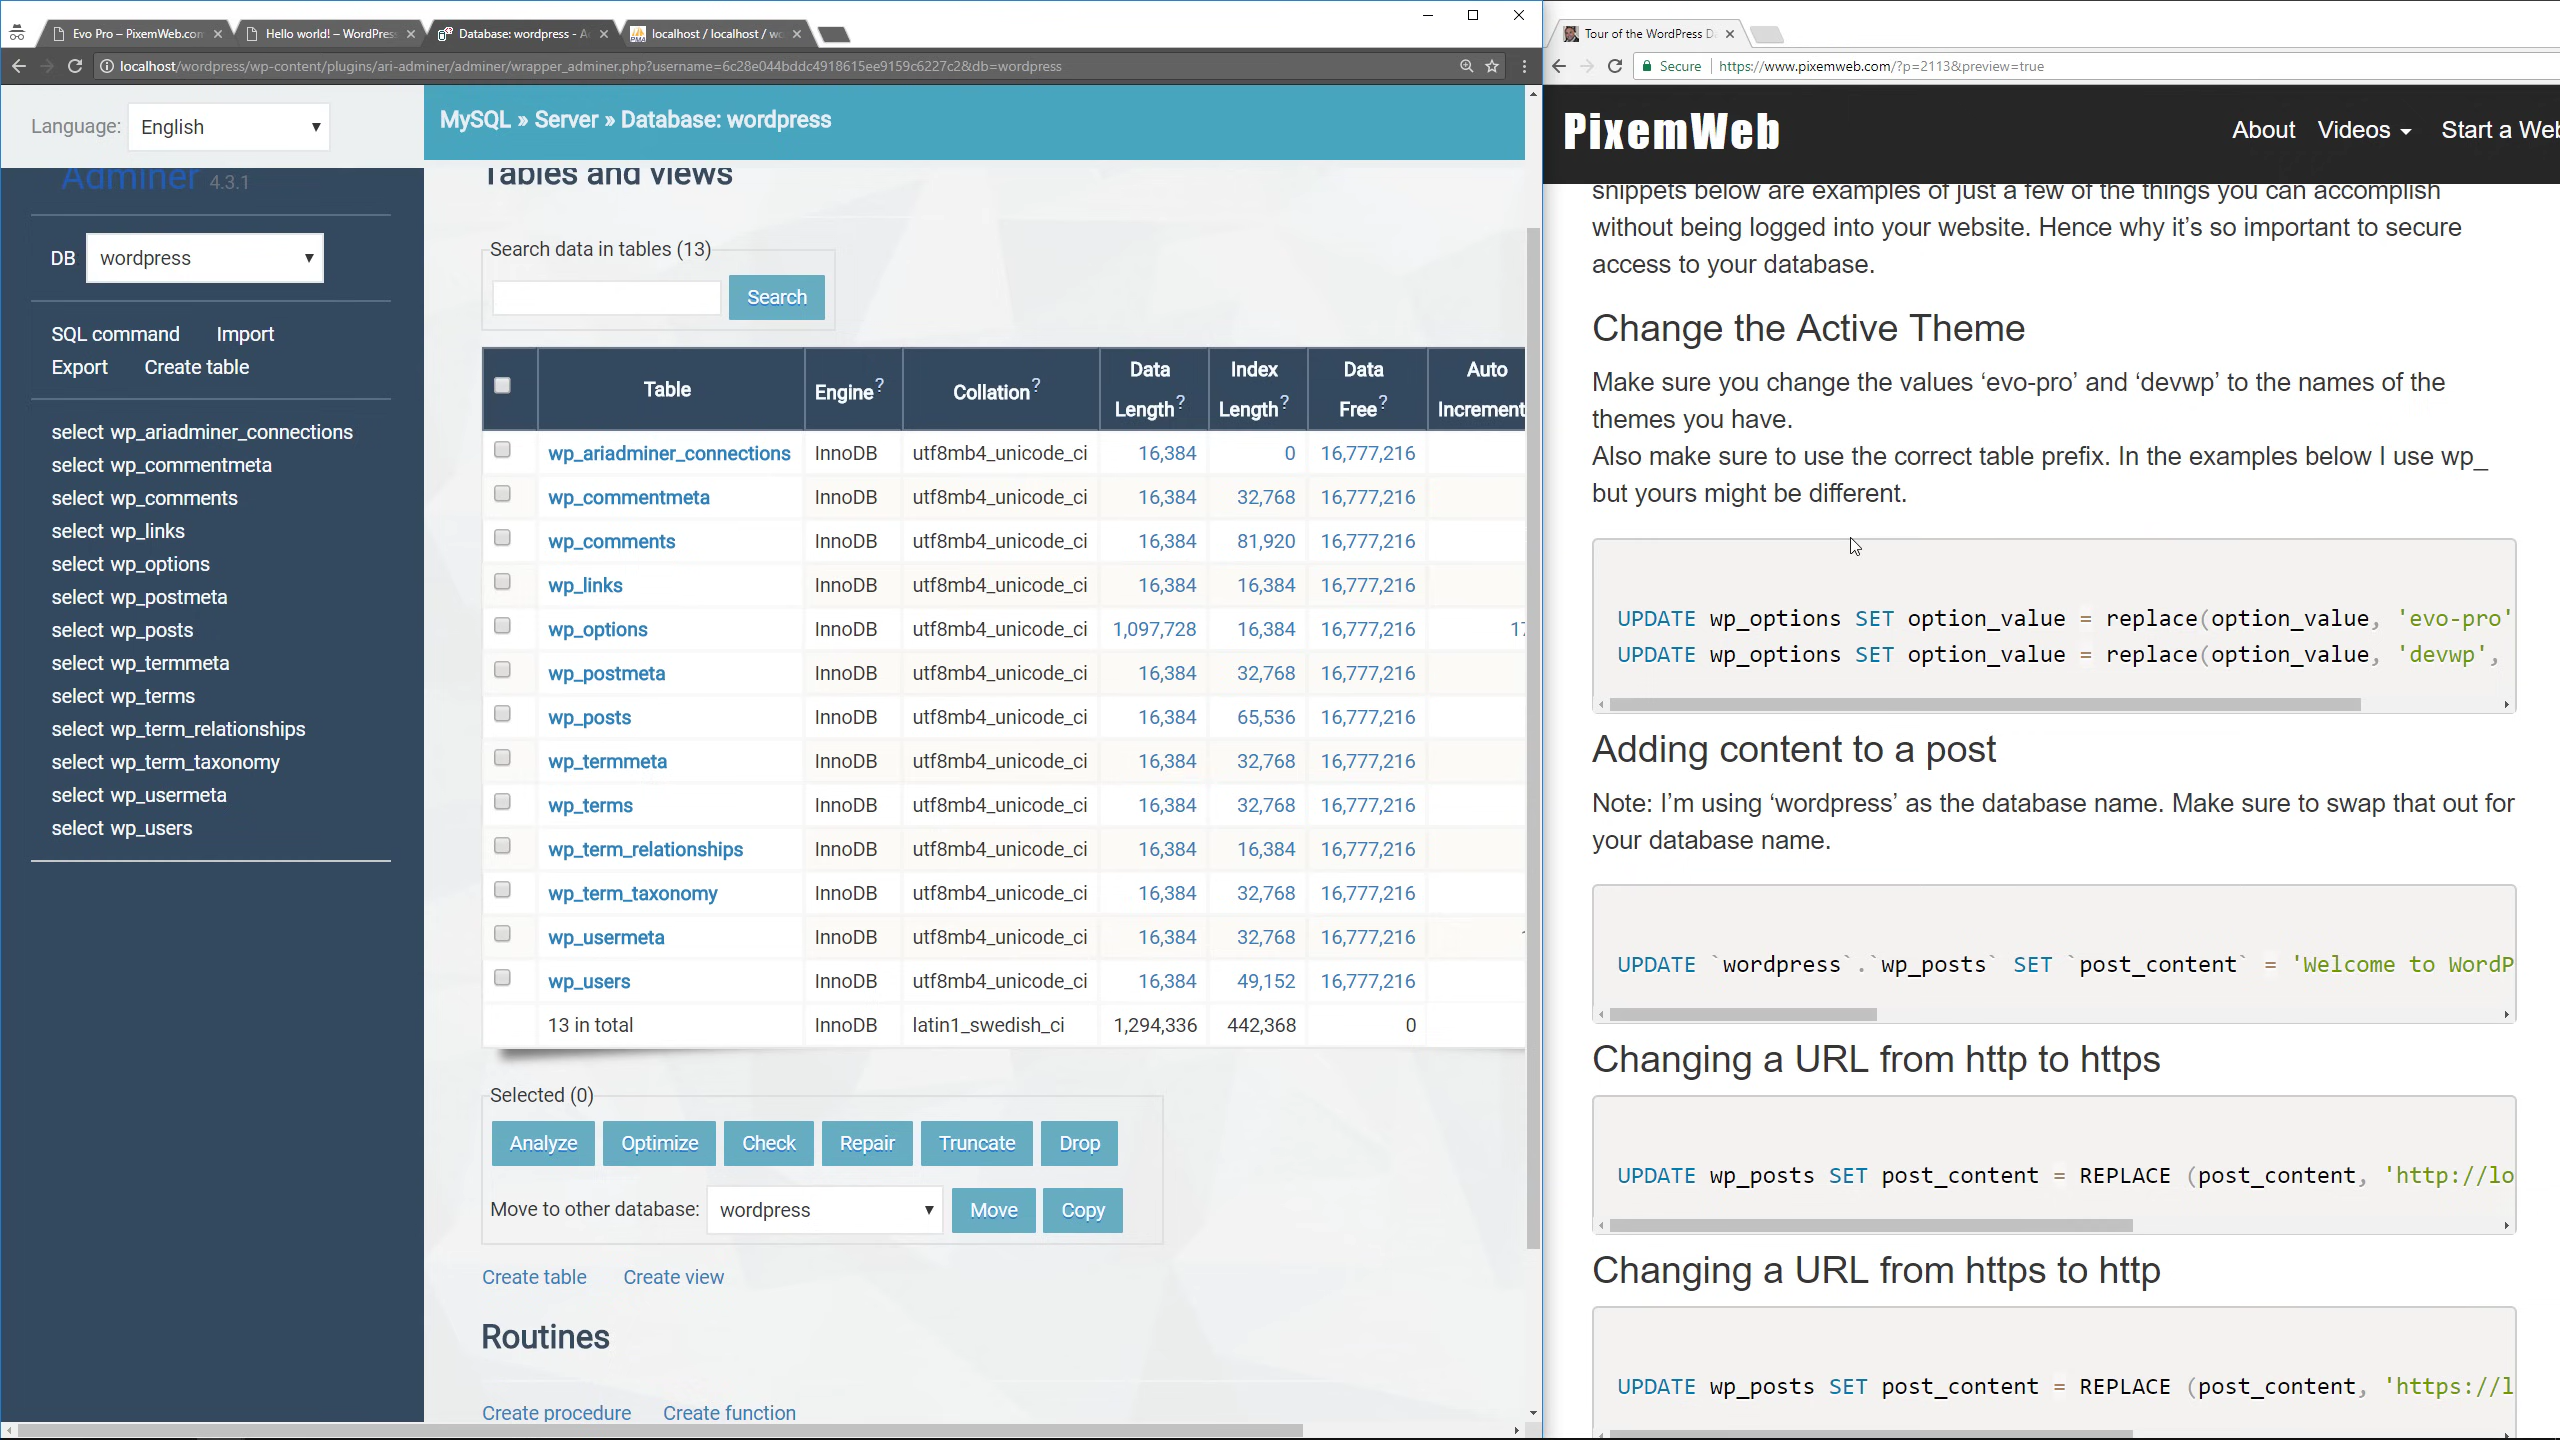 Evo Pro – PixemWeb.com
Hello world! – WordPres
Database: wordpress - A
localhost / localhost / w
localhost/wordpress/wp-content/plugins/ari-adminer/adminer/wrapper_adminer.php?username=6c28e044bddc4918615ee9159c6227c2&db=wordpress
Language: English
MySQL » Server » Database: wordpress
Adminer 4.3.1
DB wordpress
SQL command Import
Export Create table
select wp_ariadminer_connections
select wp_commentmeta
select wp_comments
select wp_links
select wp_options
select wp_postmeta
select wp_posts
select wp_termmeta
select wp_terms
select wp_term_relationships
select wp_term_taxonomy
select wp_usermeta
select wp_users
Tables and views
Search data in tables (13)
Search
Table Engine? Collation? Data Length? Index Length? Data Free? Auto Increment
wp_ariadminer_connections InnoDB utf8mb4_unicode_ci 16,384 0 16,777,216
wp_commentmeta InnoDB utf8mb4_unicode_ci 16,384 32,768 16,777,216
wp_comments InnoDB utf8mb4_unicode_ci 16,384 81,920 16,777,216
wp_links InnoDB utf8mb4_unicode_ci 16,384 16,384 16,777,216
wp_options InnoDB utf8mb4_unicode_ci 1,097,728 16,384 16,777,216
wp_postmeta InnoDB utf8mb4_unicode_ci 16,384 32,768 16,777,216
wp_posts InnoDB utf8mb4_unicode_ci 16,384 65,536 16,777,216
wp_termmeta InnoDB utf8mb4_unicode_ci 16,384 32,768 16,777,216
wp_terms InnoDB utf8mb4_unicode_ci 16,384 32,768 16,777,216
wp_term_relationships InnoDB utf8mb4_unicode_ci 16,384 16,384 16,777,216
wp_term_taxonomy InnoDB utf8mb4_unicode_ci 16,384 32,768 16,777,216
wp_usermeta InnoDB utf8mb4_unicode_ci 16,384 32,768 16,777,216
wp_users InnoDB utf8mb4_unicode_ci 16,384 49,152 16,777,216
13 in total InnoDB latin1_swedish_ci 1,294,336 442,368 0
Selected (0)
Analyze Optimize Check Repair Truncate Drop
Move to other database: wordpress Move Copy
Create table Create view
Routines
Create procedure Create function
Tour of the WordPress D
Secure https://www.pixemweb.com/?p=2113&preview=true
PixemWeb
About Videos Start a Web
snippets below are examples of just a few of the things you can accomplish
without being logged into your website. Hence why it’s so important to secure
access to your database.
Change the Active Theme
Make sure you change the values ‘evo-pro’ and ‘devwp’ to the names of the
themes you have.
Also make sure to use the correct table prefix. In the examples below I use wp_
but yours might be different.
UPDATE wp_options SET option_value = replace(option_value, 'evo-pro'
UPDATE wp_options SET option_value = replace(option_value, 'devwp',
Adding content to a post
Note: I’m using ‘wordpress’ as the database name. Make sure to swap that out for
your database name.
UPDATE `wordpress`.`wp_posts` SET `post_content` = 'Welcome to WordP
Changing a URL from http to https
UPDATE wp_posts SET post_content = REPLACE (post_content, 'http://lo
Changing a URL from https to http
UPDATE wp_posts SET post_content = REPLACE (post_content, 'https://l